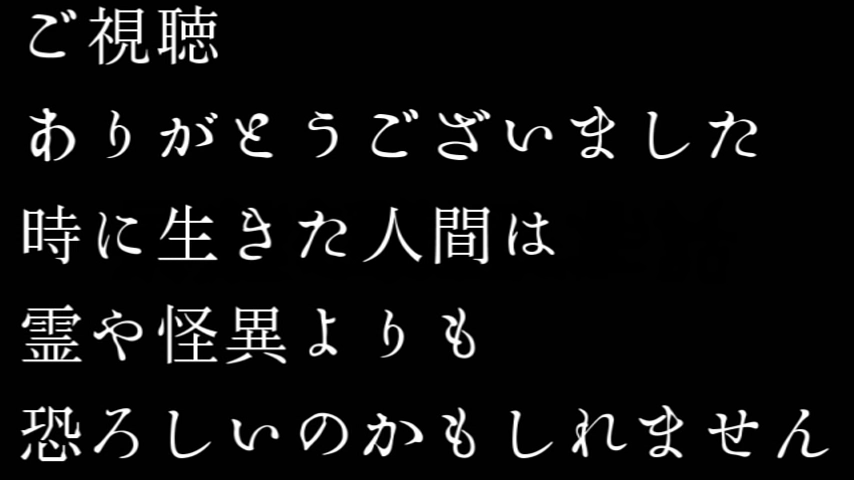 ご視聴
ありがとうございました
時に生きた人間は
霊や怪異よりも
恐ろしいのかもしれません